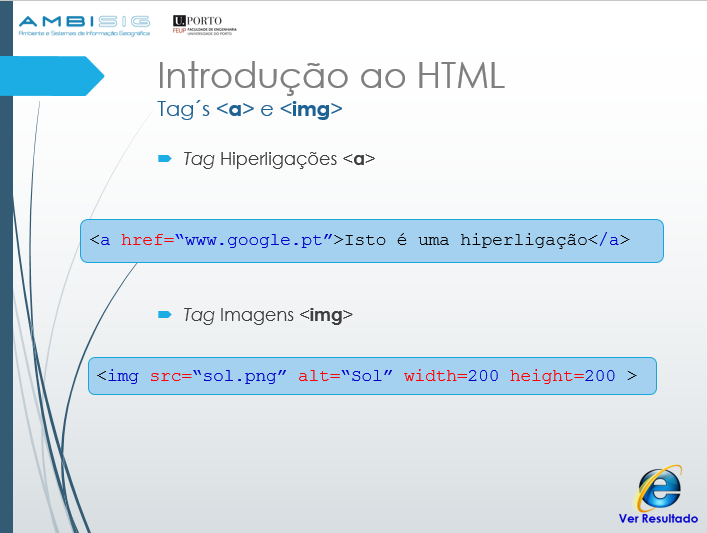 AMBISIG
Ambiente e Sistemas de Informação Geográfica
U.PORTO
FEUP FACULDADE DE ENGENHARIA
UNIVERSIDADE DO PORTO
Introdução ao HTML
Tag´s <a> e <img>
Tag Hiperligações <a>
<a href=“www.google.pt”>Isto é uma hiperligação</a>
Tag Imagens <img>
<img src=“sol.png” alt=“Sol” width=200 height=200 >
Ver Resultado